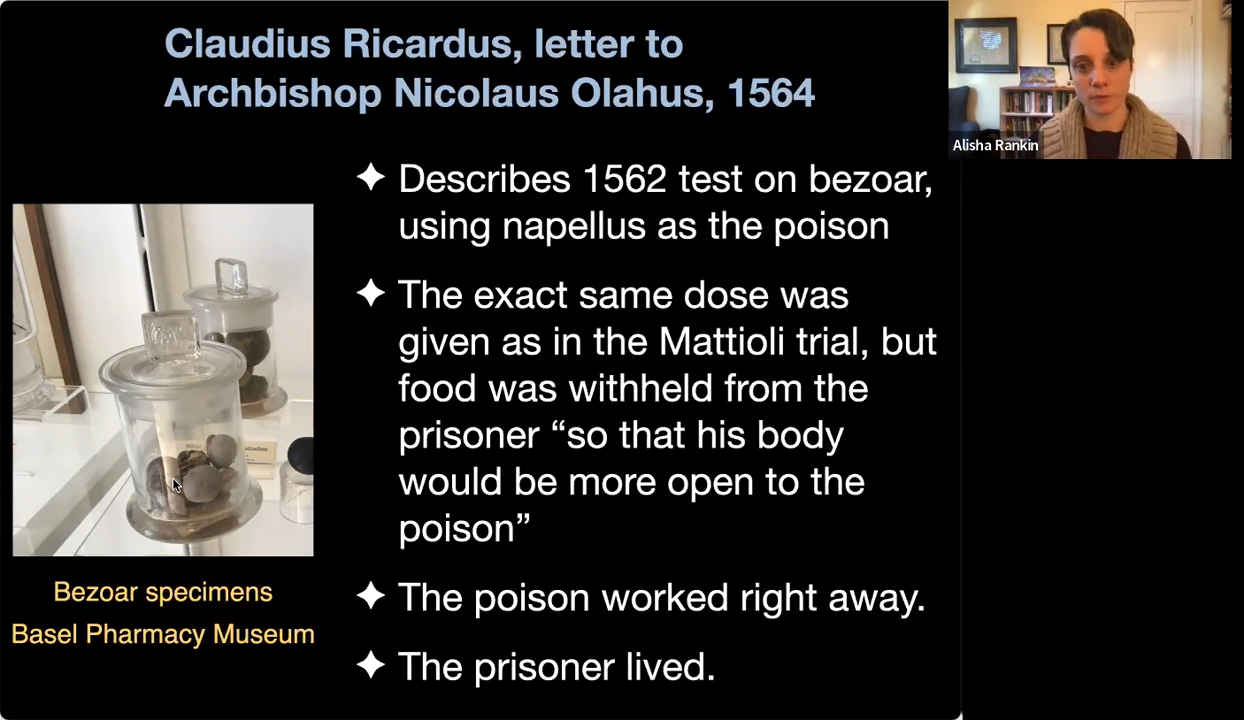 Claudius Ricardus, letter to
Archbishop Nicolaus Olahus, 1564
Alisha Rankin
Describes 1562 test on bezoar,
using napellus as the poison
The exact same dose was
given as in the Mattioli trial, but
food was withheld from the
prisoner “so that his body
would be more open to the
poison”
The poison worked right away.
The prisoner lived.
Bezoar specimens
Basel Pharmacy Museum